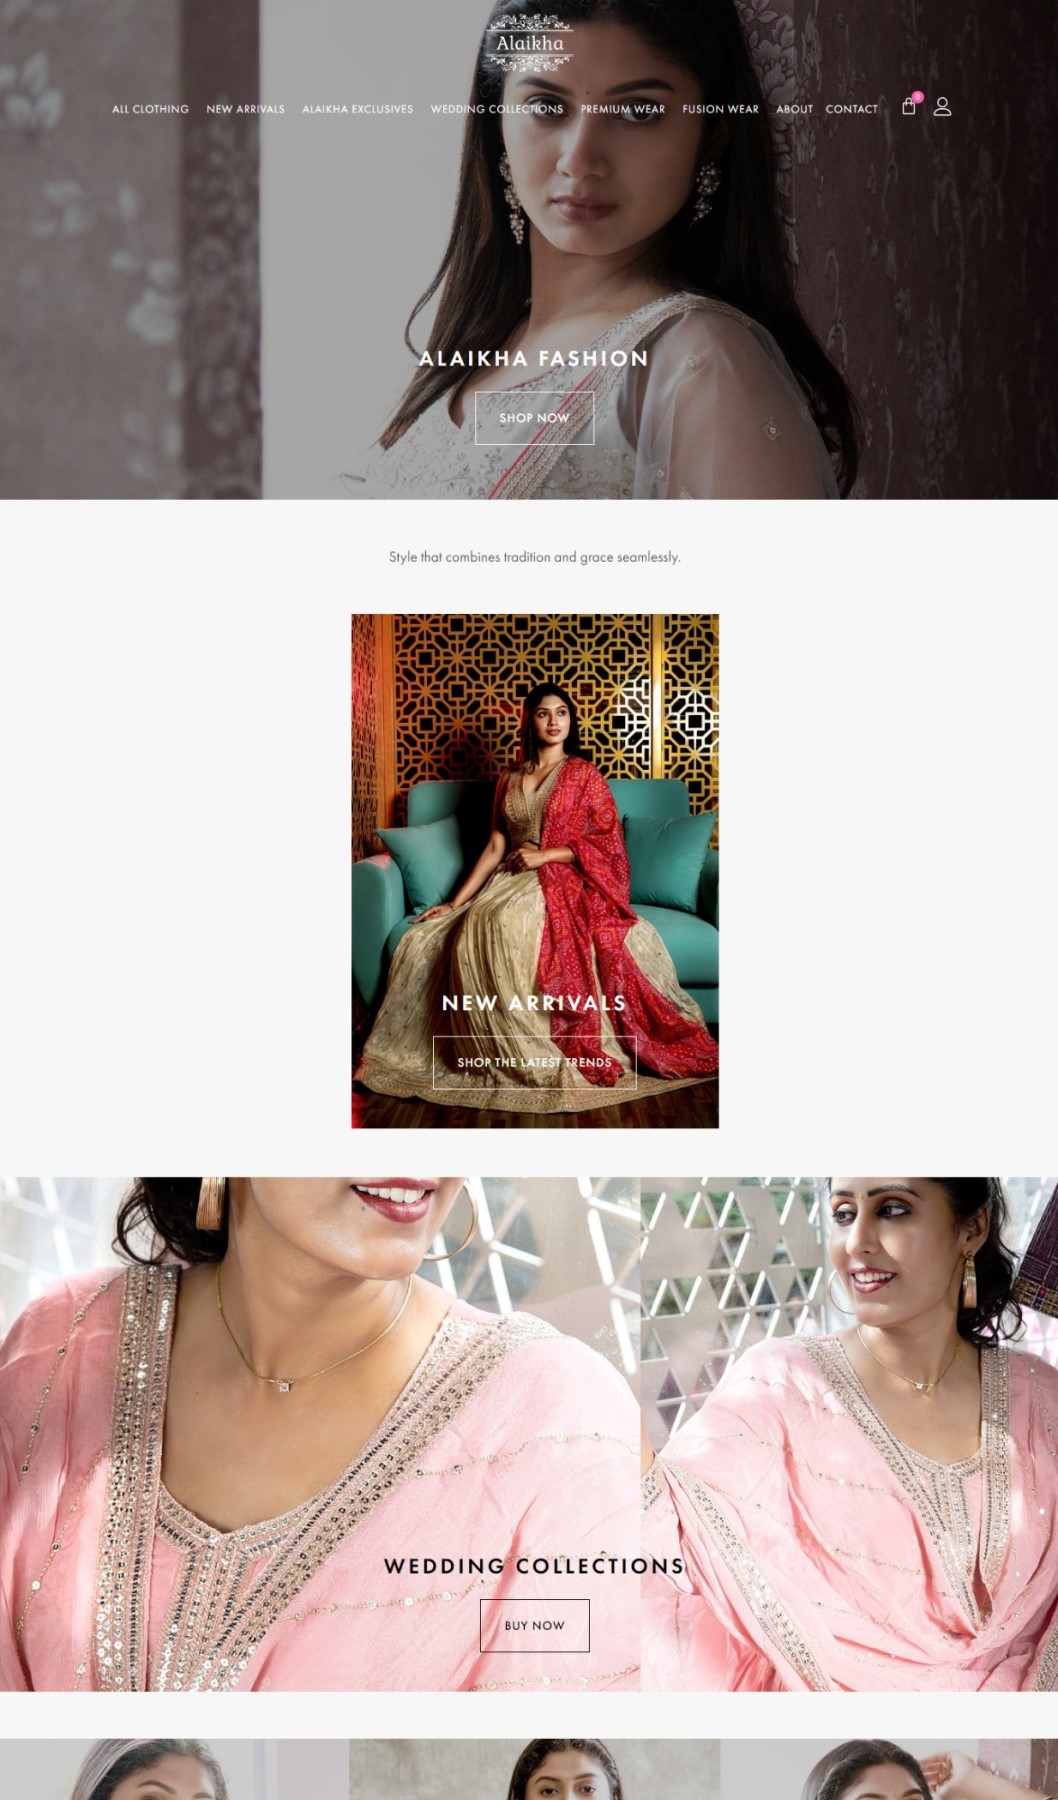 Alaikha
ALL CLOTHING NEW ARRIVALS ALAIKHA EXCLUSIVES WEDDING COLLECTIONS PREMIUM WEAR FUSION WEAR ABOUT CONTACT 0
ALAIKHA FASHION
SHOP NOW
Style that combines tradition and grace seamlessly.
NEW ARRIVALS
SHOP THE LATEST TRENDS
WEDDING COLLECTIONS
BUY NOW